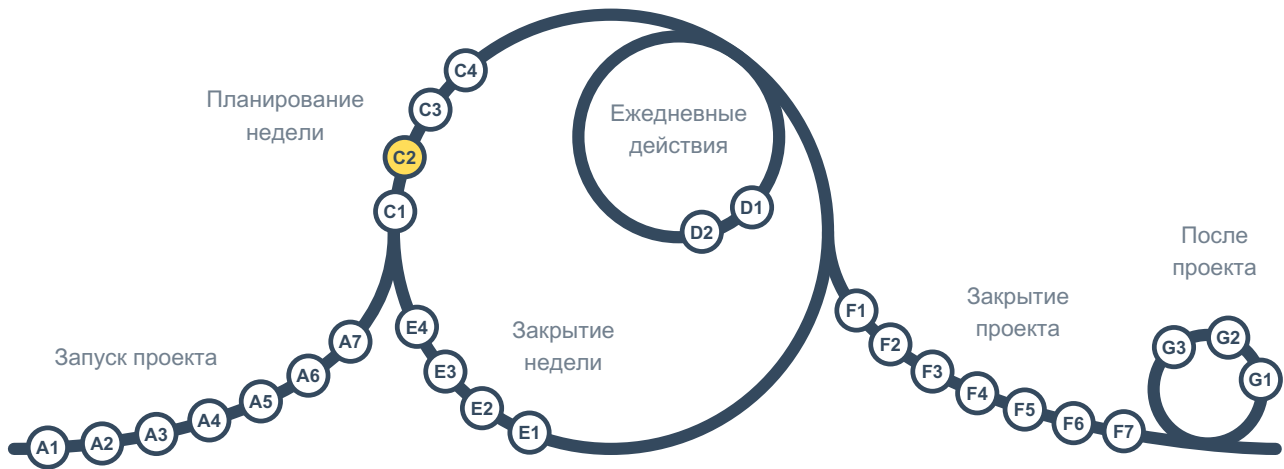 Запуск проекта
A1
A2
A3
A4
A5
A6
A7
Планирование
недели
C1
C2
C3
C4
Ежедневные
действия
D1
D2
Закрытие
недели
E1
E2
E3
E4
Закрытие
проекта
F1
F2
F3
F4
F5
F6
F7
После
проекта
G1
G2
G3